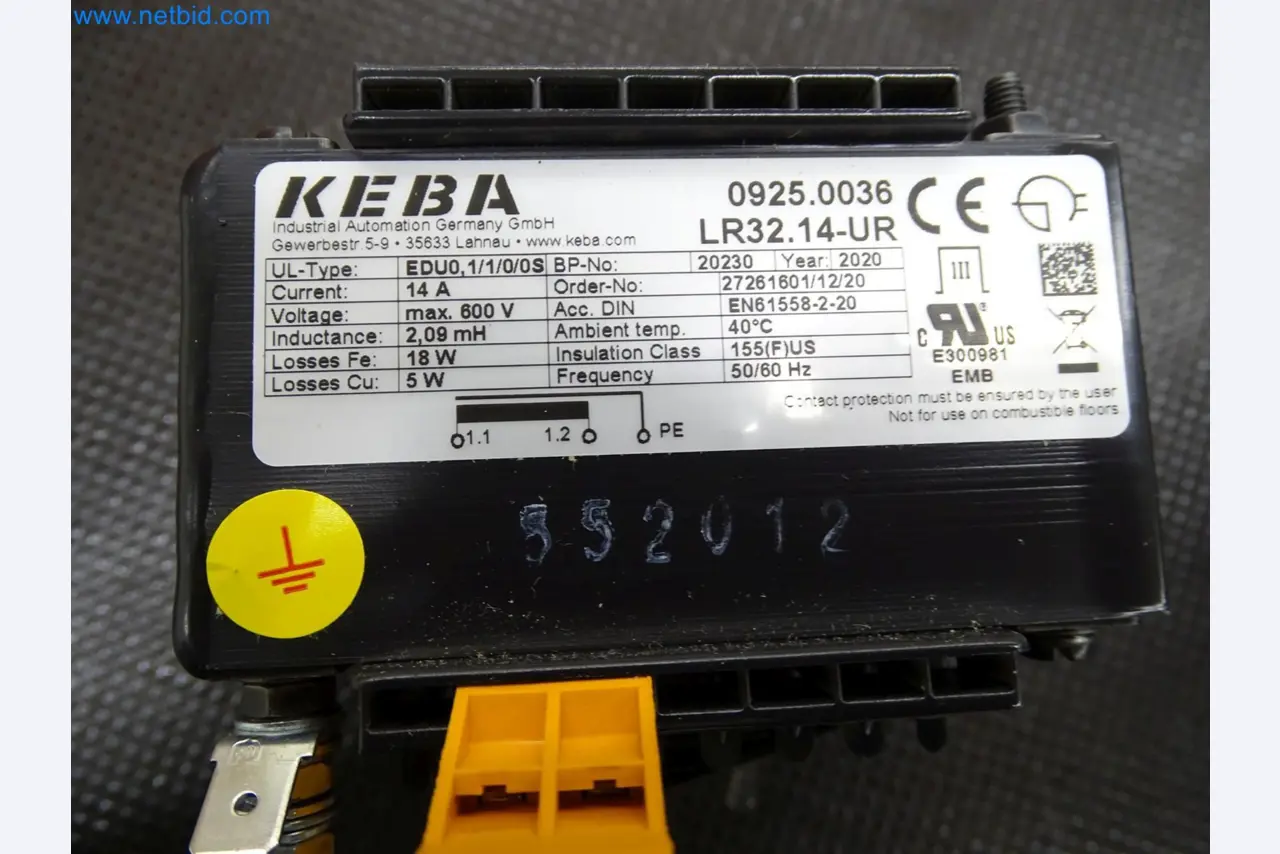 www.netbid.com
KEBA
Industrial Automation Germany GmbH
Gewerbestr.5-9 • 35633 Lahnau • www.keba.com
0925.0036
LR32.14-UR
CE
UL-Type: EDU0,1/1/0/0S BP-No: 20230 Year: 2020
Current: 14 A Order-No: 27261601/12/20
Voltage: max. 600 V Acc. DIN EN61558-2-20
Inductance: 2,09 mH Ambient temp. 40°C
Losses Fe: 18 W Insulation Class 155(F)US
Losses Cu: 5 W Frequency 50/60 Hz
III
c RU US
E300981
EMB
Contact protection must be ensured by the user
Not for use on combustible floors
1.1 1.2 PE
552012